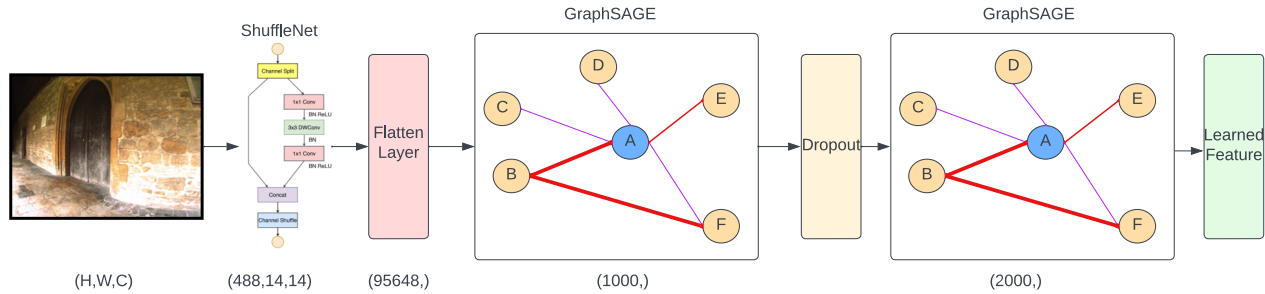 GraphSAGE
GraphSAGE
ShuffleNet
Channel Split
1x1 Conv
BN ReLU
3x3 DWConv
BN
1x1 Conv
BN ReLU
Concat
Channel Shuffle
Flatten
Layer
D
C
E
A
B
F
Dropout
D
C
E
A
B
F
Learned
Feature
(H,W,C)
(488,14,14)
(95648,)
(1000,)
(2000,)